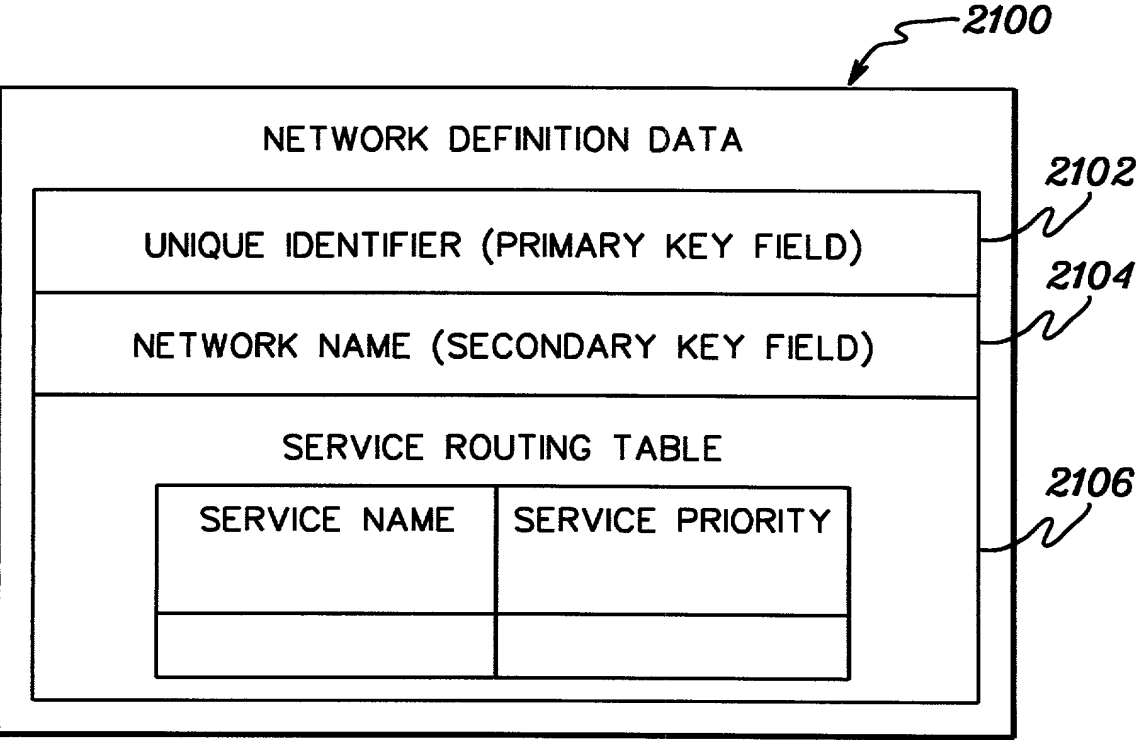 2100
NETWORK DEFINITION DATA
2102
UNIQUE IDENTIFIER (PRIMARY KEY FIELD)
2104
NETWORK NAME (SECONDARY KEY FIELD)
SERVICE ROUTING TABLE
2106
SERVICE NAME
SERVICE PRIORITY